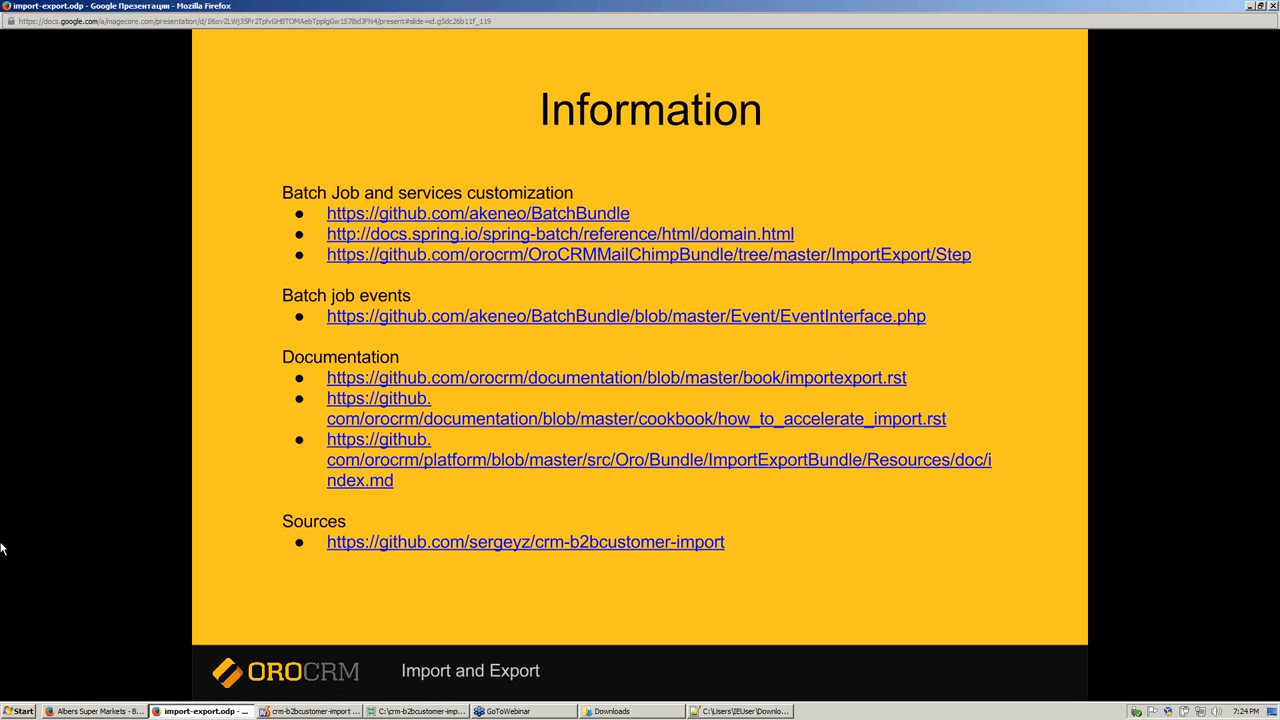 import-export.odp - Google Презентации - Mozilla Firefox
Information
Batch Job and services customization
● https://github.com/akeneo/BatchBundle
● http://docs.spring.io/spring-batch/reference/html/domain.html
● https://github.com/orocrm/OroCRMMailChimpBundle/tree/master/ImportExport/Step
Batch job events
● https://github.com/akeneo/BatchBundle/blob/master/Event/EventInterface.php
Documentation
● https://github.com/orocrm/documentation/blob/master/book/importexport.rst
● https://github.
com/orocrm/documentation/blob/master/cookbook/how_to_accelerate_import.rst
● https://github.
com/orocrm/platform/blob/master/src/Oro/Bundle/ImportExportBundle/Resources/doc/i
ndex.md
Sources
● https://github.com/sergeyz/crm-b2bcustomer-import
OROCRM Import and Export
Start Albers Super Markets - B... import-export.odp - ... crm-b2bcustomer-import ... C:\crm-b2bcustomer-imp... GoToWebinar Downloads C:\Users\IEUser\Downlo... 7:24 PM